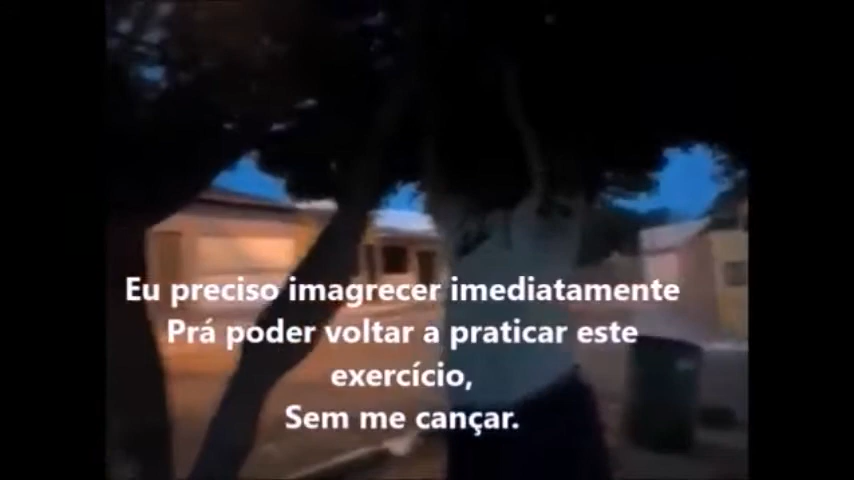 Eu preciso imagrecer imediatamente
Prá poder voltar a praticar este
exercício,
Sem me cançar.